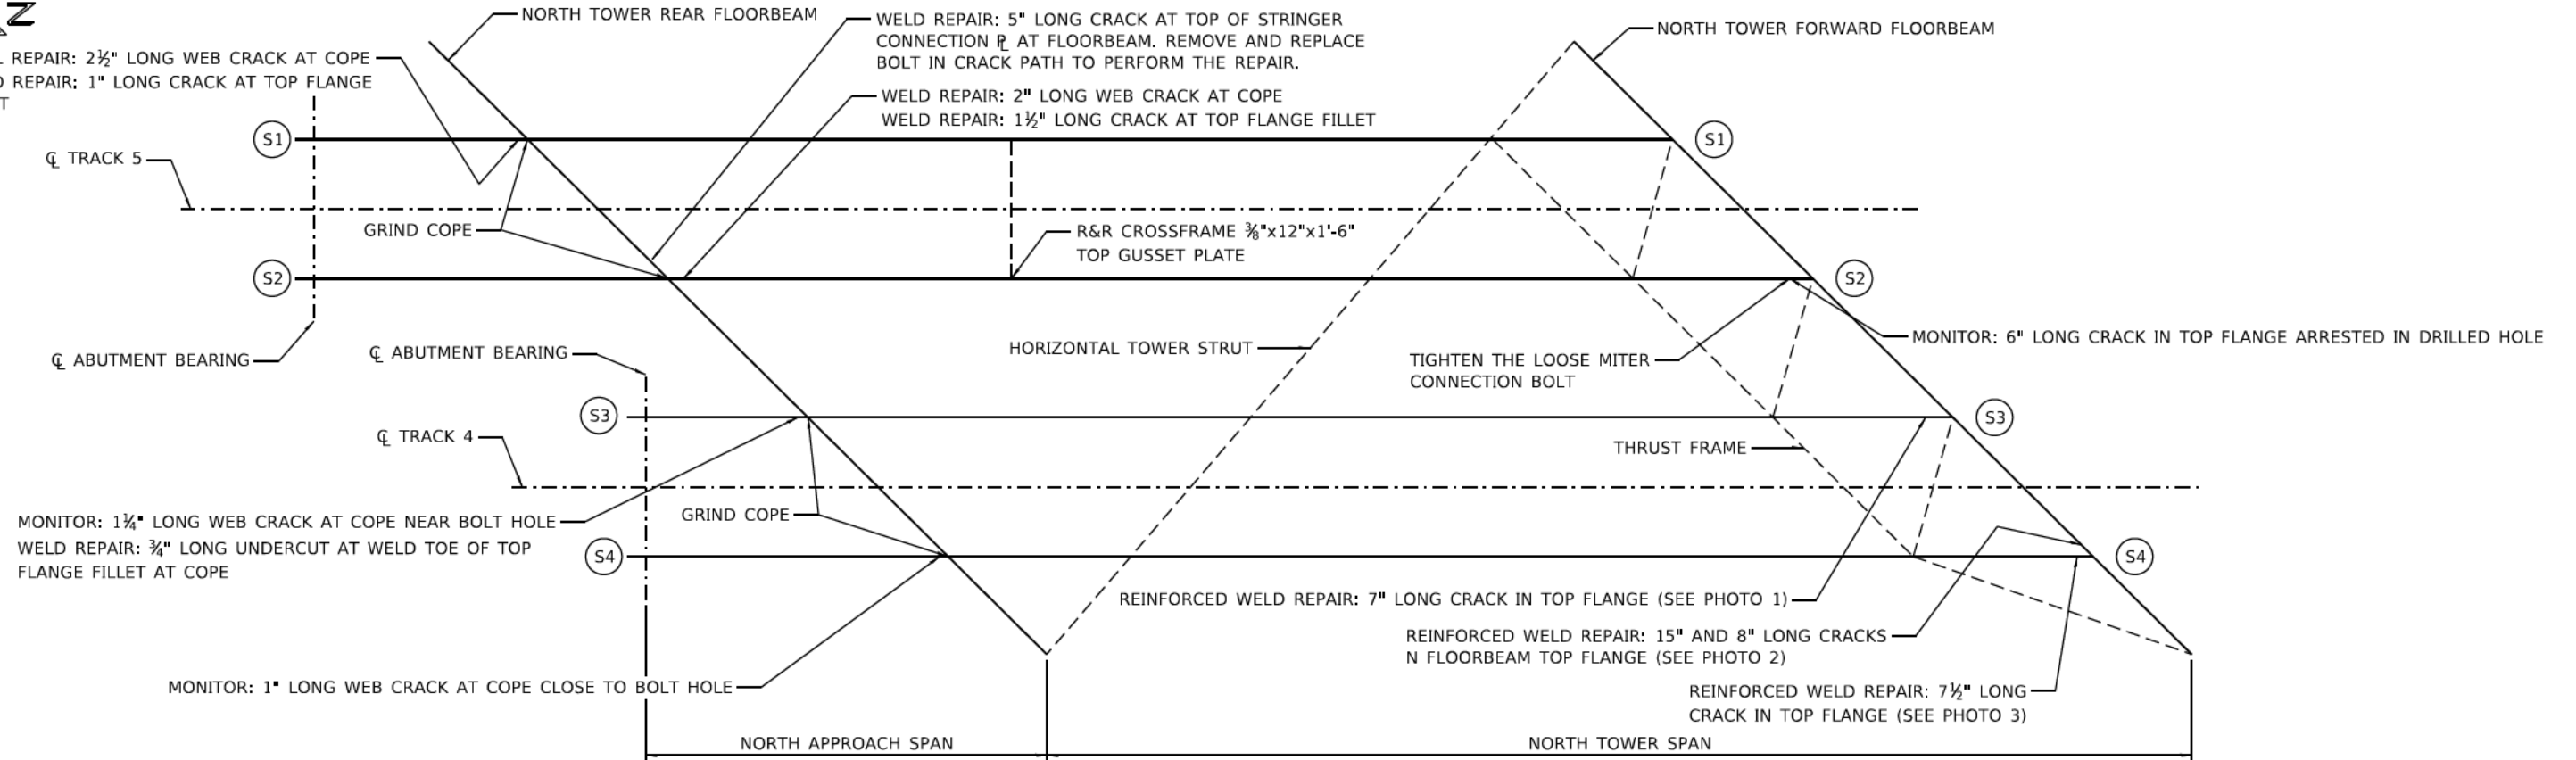 NORTH TOWER REAR FLOORBEAM
REPAIR: 2½" LONG WEB CRACK AT COPE
REPAIR: 1" LONG CRACK AT TOP FLANGE
WELD REPAIR: 5" LONG CRACK AT TOP OF STRINGER
CONNECTION ⅊ AT FLOORBEAM. REMOVE AND REPLACE
BOLT IN CRACK PATH TO PERFORM THE REPAIR.
WELD REPAIR: 2" LONG WEB CRACK AT COPE
WELD REPAIR: 1½" LONG CRACK AT TOP FLANGE FILLET
NORTH TOWER FORWARD FLOORBEAM
S1
S1
℄ TRACK 5
GRIND COPE
R&R CROSSFRAME ⅜"x12"x1'-6"
TOP GUSSET PLATE
S2
S2
℄ ABUTMENT BEARING
℄ ABUTMENT BEARING
HORIZONTAL TOWER STRUT
TIGHTEN THE LOOSE MITER
CONNECTION BOLT
MONITOR: 6" LONG CRACK IN TOP FLANGE ARRESTED IN DRILLED HOLE
S3
S3
℄ TRACK 4
THRUST FRAME
MONITOR: 1¼" LONG WEB CRACK AT COPE NEAR BOLT HOLE
WELD REPAIR: ¾" LONG UNDERCUT AT WELD TOE OF TOP
FLANGE FILLET AT COPE
GRIND COPE
S4
S4
REINFORCED WELD REPAIR: 7" LONG CRACK IN TOP FLANGE (SEE PHOTO 1)
REINFORCED WELD REPAIR: 15" AND 8" LONG CRACKS
N FLOORBEAM TOP FLANGE (SEE PHOTO 2)
MONITOR: 1" LONG WEB CRACK AT COPE CLOSE TO BOLT HOLE
REINFORCED WELD REPAIR: 7½" LONG
CRACK IN TOP FLANGE (SEE PHOTO 3)
NORTH APPROACH SPAN
NORTH TOWER SPAN